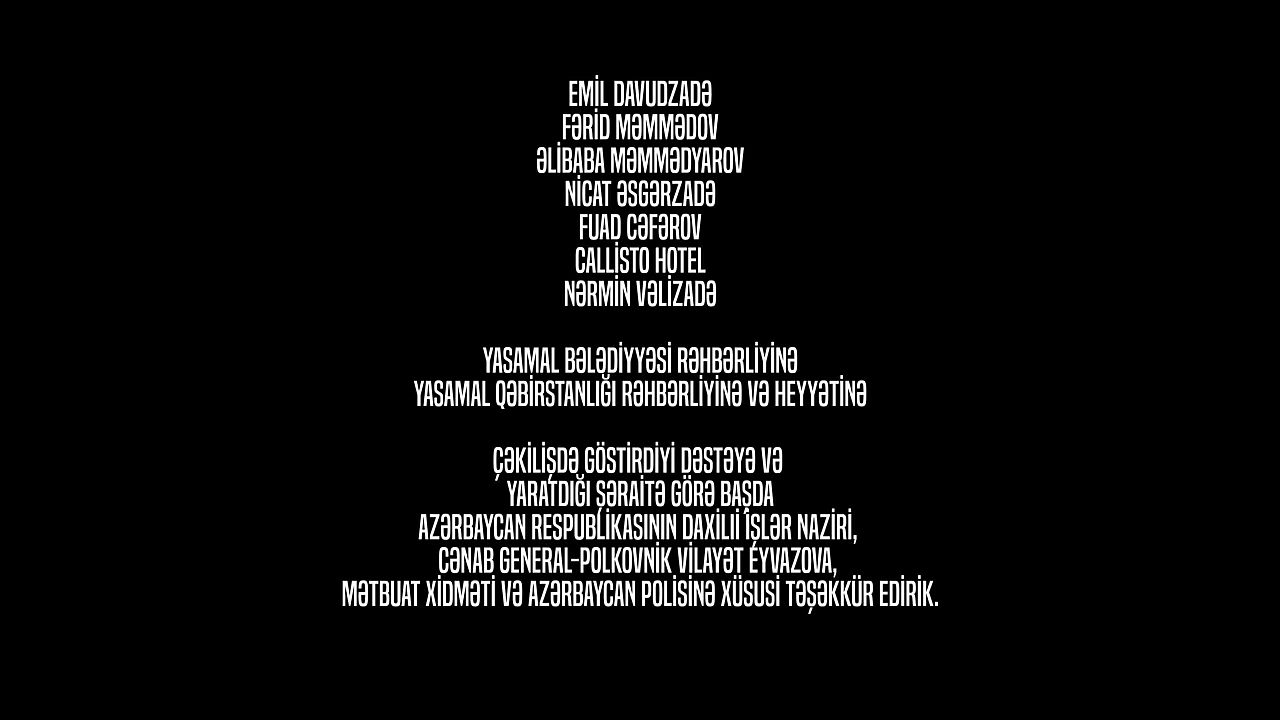 EMİL DAVUDZADƏ
FƏRİD MƏMMƏDOV
ƏLİBABA MƏMMƏDYAROV
NİCAT ƏSGƏRZADƏ
FUAD CƏFƏROV
CALLİSTO HOTEL
NƏRMİN VƏLİZADƏ
YASAMAL BƏLƏDİYYƏSİ RƏHBƏRLİYİNƏ
YASAMAL QƏBİRSTANLIĞI RƏHBƏRLİYİNƏ VƏ HEYYƏTİNƏ
ÇƏKİLİŞDƏ GÖSTİRDİYİ DƏSTƏYƏ VƏ
YARATDIĞI ŞƏRAİTƏ GÖRƏ BAŞDA
AZƏRBAYCAN RESPUBLİKASININ DAXİLİİ İŞLƏR NAZİRİ,
CƏNAB GENERAL-POLKOVNİK VİLAYƏT EYVAZOVA,
MƏTBUAT XİDMƏTİ VƏ AZƏRBAYCAN POLİSİNƏ XÜSUSİ TƏŞƏKKÜR EDİRİK.